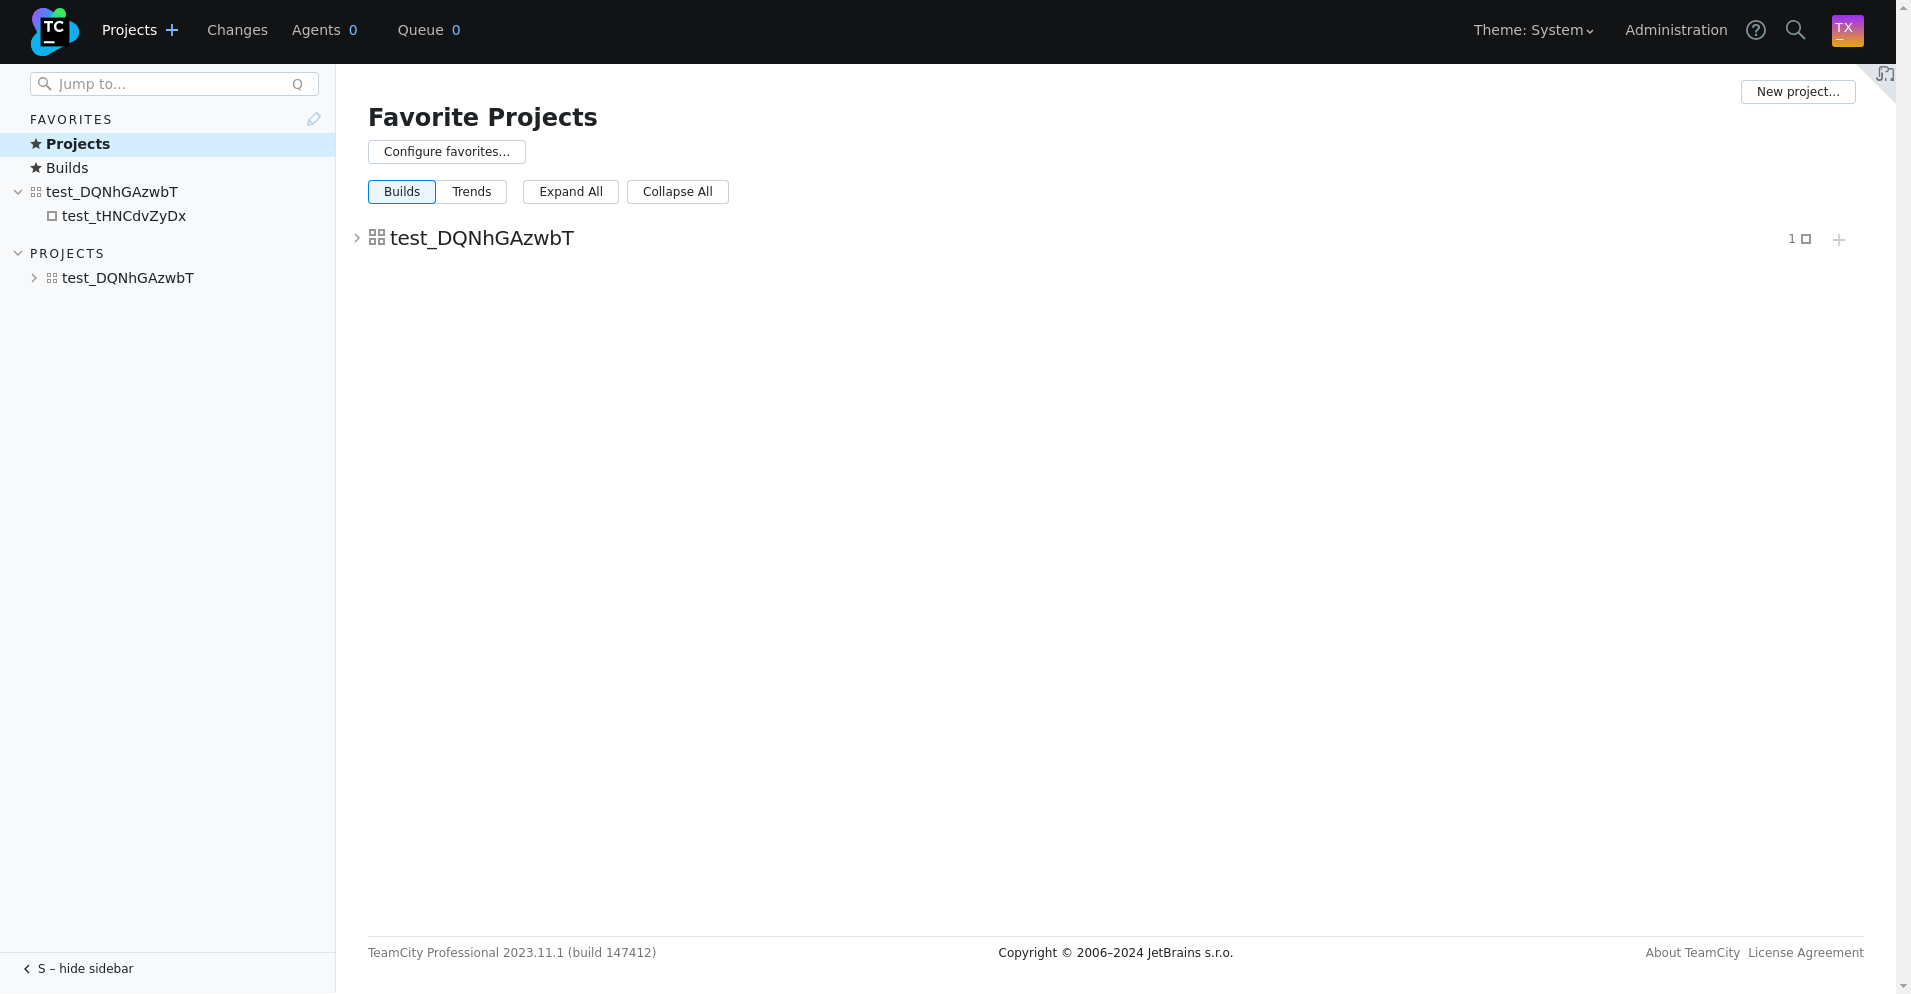 TC
Projects
Changes
Agents 0
Queue 0
Theme: System
Administration
TX
Jump to...
Q
FAVORITES
Projects
Builds
test_DQNhGAzwbT
test_tHNCdvZyDx
PROJECTS
test_DQNhGAzwbT
S – hide sidebar
New project...
Favorite Projects
Configure favorites...
Builds Trends Expand All Collapse All
test_DQNhGAzwbT 1
TeamCity Professional 2023.11.1 (build 147412)
Copyright © 2006–2024 JetBrains s.r.o.
About TeamCity License Agreement